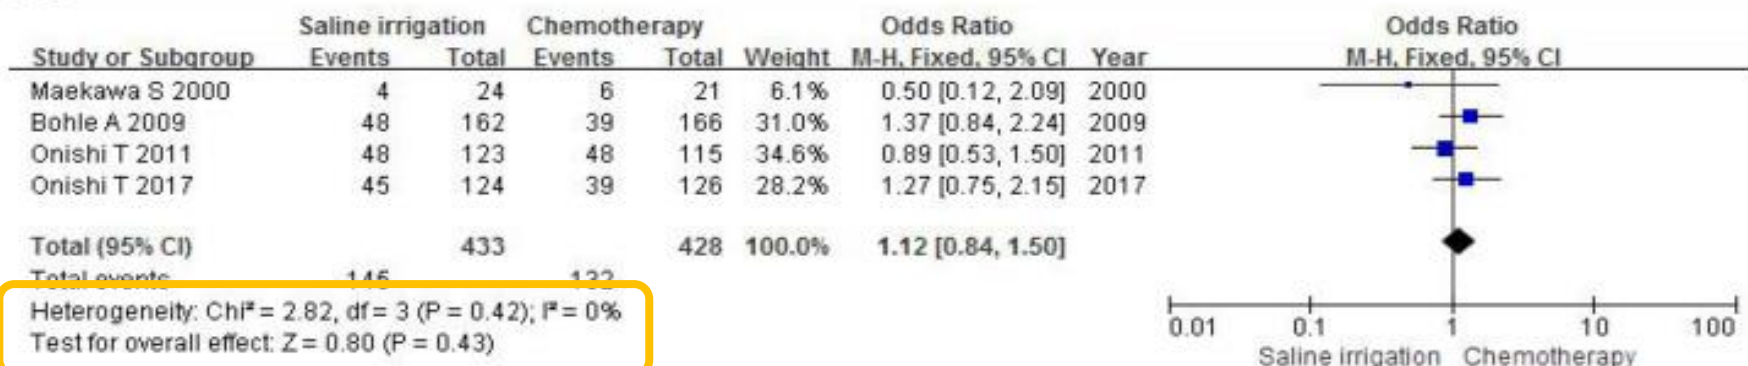 Saline irrigation Chemotherapy Odds Ratio Odds Ratio
Study or Subgroup Events Total Events Total Weight M-H, Fixed, 95% CI Year M-H, Fixed, 95% CI
Maekawa S 2000 4 24 6 21 6.1% 0.50 [0.12, 2.09] 2000
Bohle A 2009 48 162 39 166 31.0% 1.37 [0.84, 2.24] 2009
Onishi T 2011 48 123 48 115 34.6% 0.89 [0.53, 1.50] 2011
Onishi T 2017 45 124 39 126 28.2% 1.27 [0.75, 2.15] 2017
Total (95% CI) 433 428 100.0% 1.12 [0.84, 1.50]
Total events 145 132
Heterogeneity: Chi² = 2.82, df = 3 (P = 0.42); I² = 0%
Test for overall effect: Z = 0.80 (P = 0.43)
0.01 0.1 1 10 100
Saline irrigation Chemotherapy